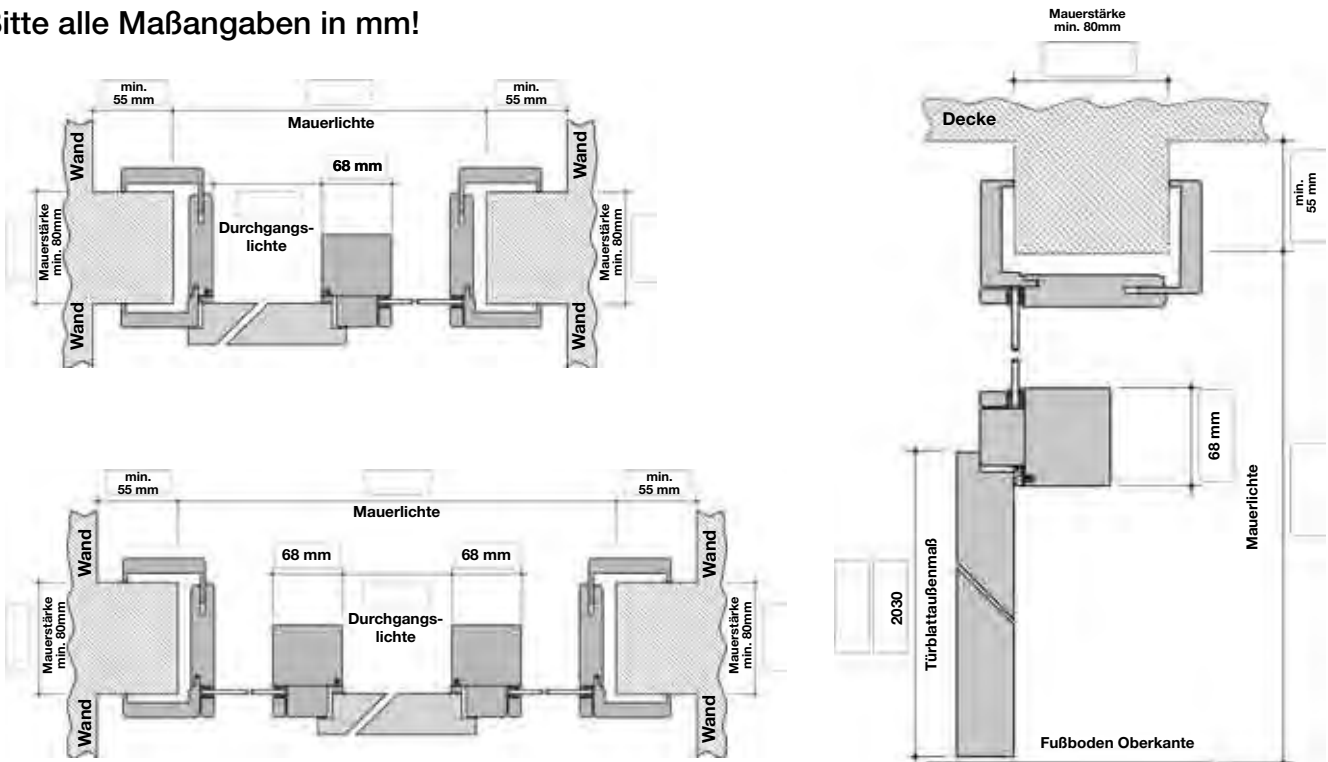 Bitte alle Maßangaben in mm!
min.
55 mm
Mauerlichte
min.
55 mm
Wand
Wand
68 mm
Mauerstärke
min. 80mm
Durchgangs-
lichte
Mauerstärke
min. 80mm
Wand
Wand
min.
55 mm
Mauerlichte
min.
55 mm
Wand
Wand
68 mm
68 mm
Mauerstärke
min. 80mm
Durchgangs-
lichte
Mauerstärke
min. 80mm
Wand
Wand
Mauerstärke
min. 80mm
Decke
min.
55 mm
68 mm
Mauerlichte
2030
Türblattaußenmaß
Fußboden Oberkante